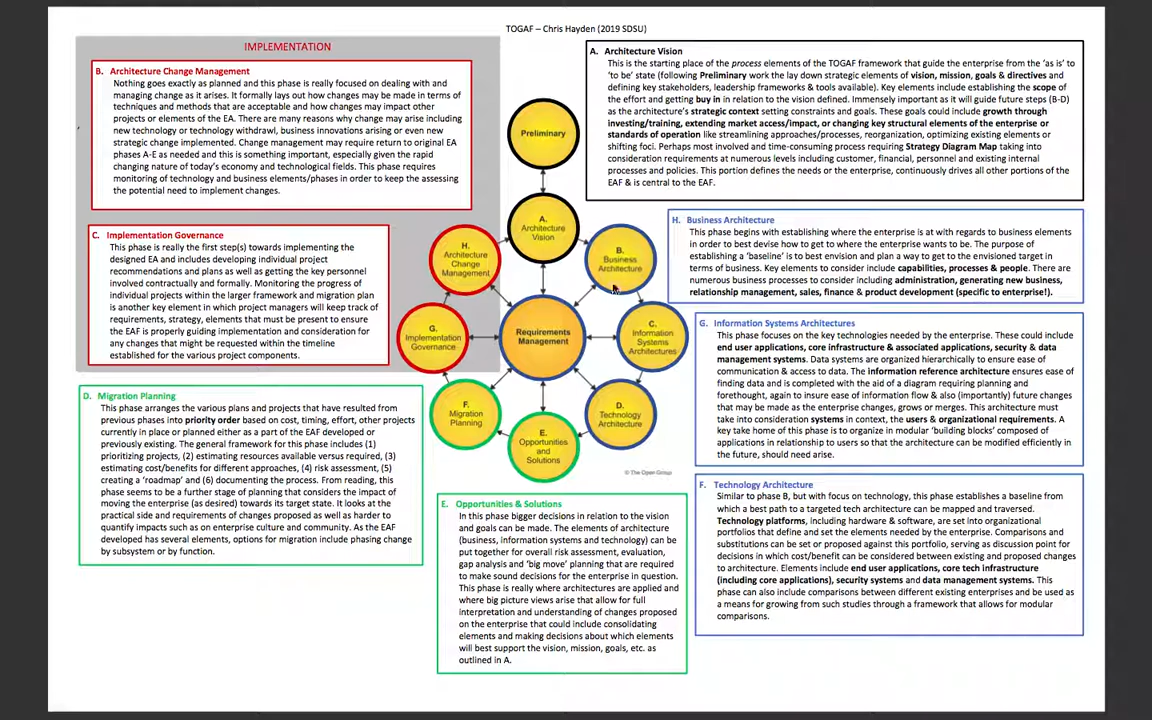 TOGAF – Chris Hayden (2019 SDSU)
IMPLEMENTATION
B. Architecture Change Management
Nothing goes exactly as planned and this phase is really focused on dealing with and
managing change as it arises. It formally lays out how changes may be made in terms of
techniques and methods that are acceptable and how changes may impact other
projects or elements of the EA. There are many reasons why change may arise including
new technology or technology withdrawl, business innovations arising or even new
strategic change implemented. Change management may require return to original EA
phases A-E as needed and this is something important, especially given the rapid
changing nature of today's economy and technological fields. This phase requires
monitoring of technology and business elements/phases in order to keep the assessing
the potential need to implement changes.
C. Implementation Governance
This phase is really the first step(s) towards implementing the
designed EA and includes developing individual project
recommendations and plans as well as getting the key personnel
involved contractually and formally. Monitoring the progress of
individual projects within the larger framework and migration plan
is another key element in which project managers will keep track of
requirements, strategy, elements that must be present to ensure
the EAF is properly guiding implementation and consideration for
any changes that might be requested within the timeline
established for the various project components.
D. Migration Planning
This phase arranges the various plans and projects that have resulted from
previous phases into priority order based on cost, timing, effort, other projects
currently in place or planned either as a part of the EAF developed or
previously existing. The general framework for this phase includes (1)
prioritizing projects, (2) estimating resources available versus required, (3)
estimating cost/benefits for different approaches, (4) risk assessment, (5)
creating a 'roadmap' and (6) documenting the process. From reading, this
phase seems to be a further stage of planning that considers the impact of
moving the enterprise (as desired) towards its target state. It looks at the
practical side and requirements of changes proposed as well as harder to
quantify impacts such as on enterprise culture and community. As the EAF
developed has several elements, options for migration include phasing change
by subsystem or by function.
Preliminary
A.
Architecture
Vision
B.
Business
Architecture
C.
Information
Systems
Architectures
D.
Technology
Architecture
E.
Opportunities
and
Solutions
F.
Migration
Planning
G.
Implementation
Governance
H.
Architecture
Change
Management
Requirements
Management
© The Open Group
E. Opportunities & Solutions
In this phase bigger decisions in relation to the vision
and goals can be made. The elements of architecture
(business, information systems and technology) can be
put together for overall risk assessment, evaluation,
gap analysis and 'big move' planning that are required
to make sound decisions for the enterprise in question.
This phase is really where architectures are applied and
where big picture views arise that allow for full
interpretation and understanding of changes proposed
on the enterprise that could include consolidating
elements and making decisions about which elements
will best support the vision, mission, goals, etc. as
outlined in A.
A. Architecture Vision
This is the starting place of the process elements of the TOGAF framework that guide the enterprise from the 'as is' to
'to be' state (following Preliminary work the lay down strategic elements of vision, mission, goals & directives and
defining key stakeholders, leadership frameworks & tools available). Key elements include establishing the scope of
the effort and getting buy in in relation to the vision defined. Immensely important as it will guide future steps (B-D)
as the architecture's strategic context setting constraints and goals. These goals could include growth through
investing/training, extending market access/impact, or changing key structural elements of the enterprise or
standards of operation like streamlining approaches/processes, reorganization, optimizing existing elements or
shifting foci. Perhaps most involved and time-consuming process requiring Strategy Diagram Map taking into
consideration requirements at numerous levels including customer, financial, personnel and existing internal
processes and policies. This portion defines the needs or the enterprise, continuously drives all other portions of the
EAF & is central to the EAF.
H. Business Architecture
This phase begins with establishing where the enterprise is at with regards to business elements
in order to best devise how to get to where the enterprise wants to be. The purpose of
establishing a 'baseline' is to best envision and plan a way to get to the envisioned target in
terms of business. Key elements to consider include capabilities, processes & people. There are
numerous business processes to consider including administration, generating new business,
relationship management, sales, finance & product development (specific to enterprise!).
G. Information Systems Architectures
This phase focuses on the key technologies needed by the enterprise. These could include
end user applications, core infrastructure & associated applications, security & data
management systems. Data systems are organized hierarchically to ensure ease of
communication & access to data. The information reference architecture ensures ease of
finding data and is completed with the aid of a diagram requiring planning and
forethought, again to insure ease of information flow & also (importantly) future changes
that may be made as the enterprise changes, grows or merges. This architecture must
take into consideration systems in context, the users & organizational requirements. A
key take home of this phase is to organize in modular 'building blocks' composed of
applications in relationship to users so that the architecture can be modified efficiently in
the future, should need arise.
F. Technology Architecture
Similar to phase B, but with focus on technology, this phase establishes a baseline from
which a best path to a targeted tech architecture can be mapped and traversed.
Technology platforms, including hardware & software, are set into organizational
portfolios that define and set the elements needed by the enterprise. Comparisons and
substitutions can be set or proposed against this portfolio, serving as discussion point for
decisions in which cost/benefit can be considered between existing and proposed changes
to architecture. Elements include end user applications, core tech infrastructure
(including core applications), security systems and data management systems. This
phase can also include comparisons between different existing enterprises and be used as
a means for growing from such studies through a framework that allows for modular
comparisons.